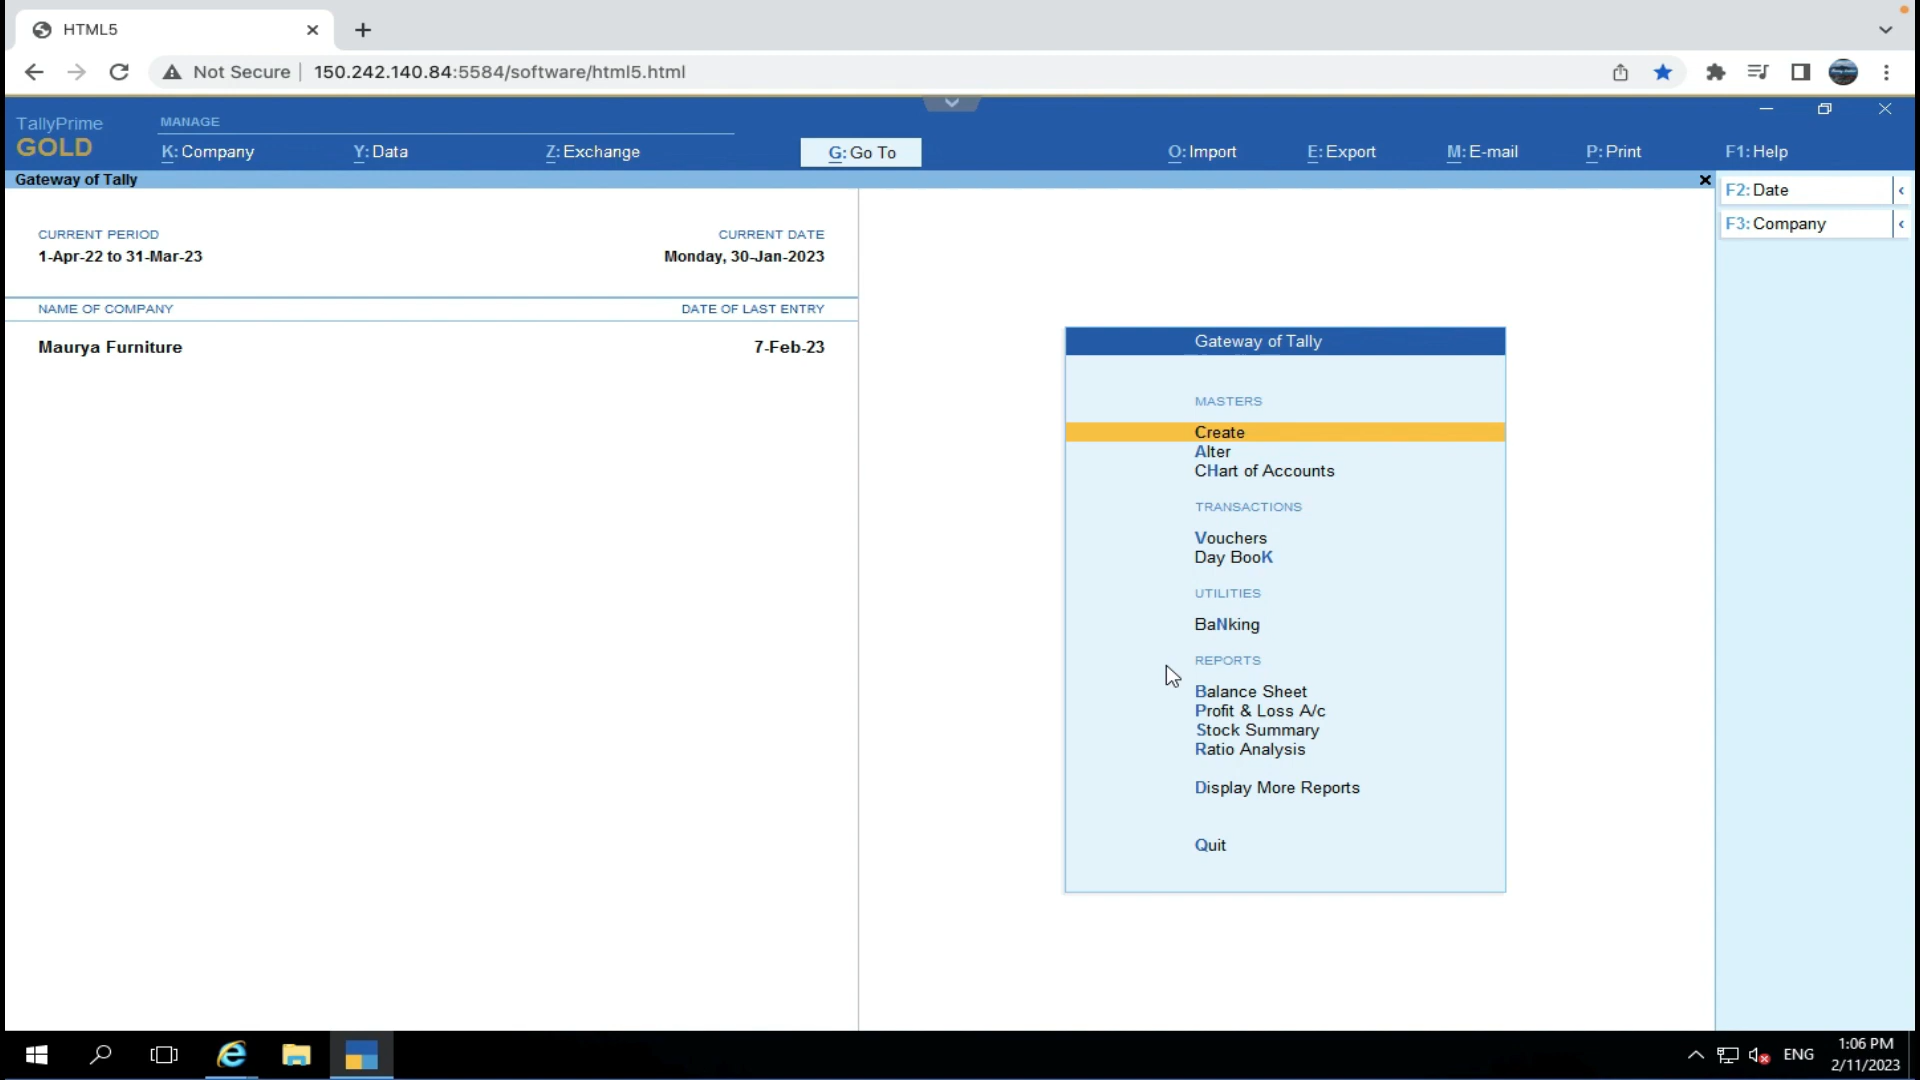 HTML5
Not Secure
150.242.140.84:5584/software/html5.html
TallyPrime
GOLD
MANAGE
K: Company
Y: Data
Z: Exchange
G: Go To
O: Import
E: Export
M: E-mail
P: Print
F1: Help
Gateway of Tally
F2: Date
F3: Company
CURRENT PERIOD
CURRENT DATE
1-Apr-22 to 31-Mar-23
Monday, 30-Jan-2023
NAME OF COMPANY
DATE OF LAST ENTRY
Maurya Furniture
7-Feb-23
Gateway of Tally
MASTERS
Create
Alter
CHart of Accounts
TRANSACTIONS
Vouchers
Day BooK
UTILITIES
BaNking
REPORTS
Balance Sheet
Profit & Loss A/c
Stock Summary
Ratio Analysis
Display More Reports
Quit
ENG
1:06 PM
2/11/2023